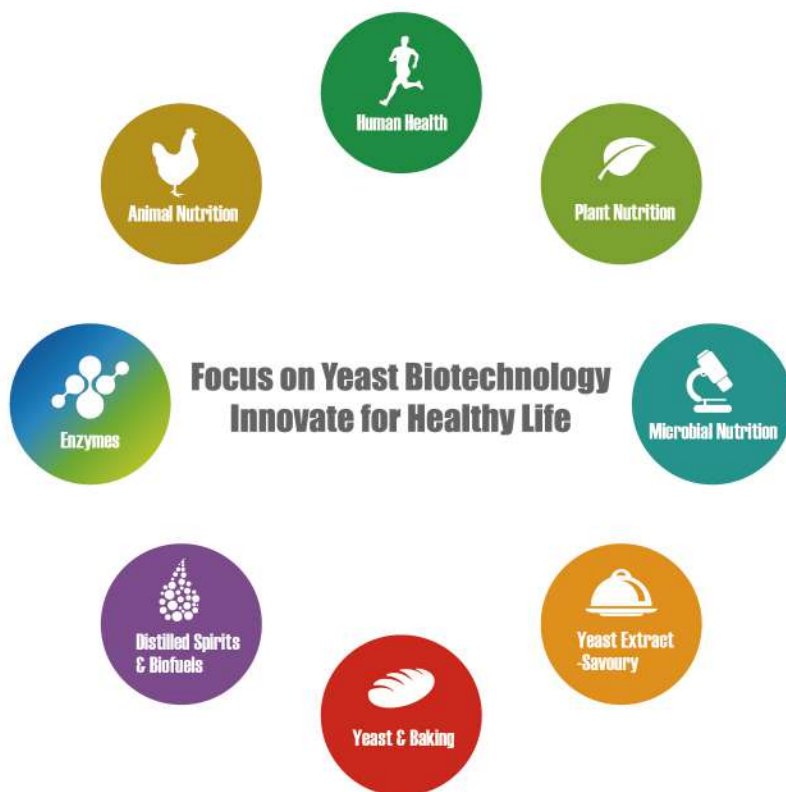 Human Health
Animal Nutrition
Plant Nutrition
Focus on Yeast Biotechnology
Innovate for Healthy Life
Enzymes
Microbial Nutrition
Distilled Spirits
& Biofuels
Yeast Extract
-Savoury
Yeast & Baking